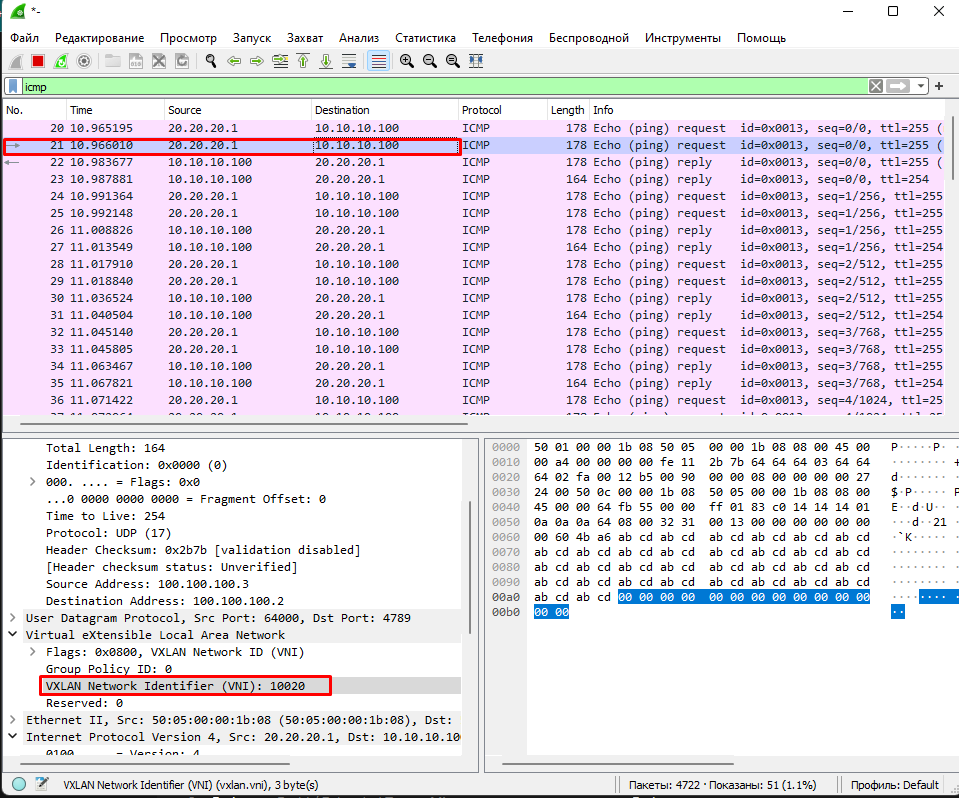 *-
Файл Редактирование Просмотр Запуск Захват Анализ Статистика Телефония Беспроводной Инструменты Помощь
icmp
No. Time Source Destination Protocol Length Info
20 10.965195 20.20.20.1 10.10.10.100 ICMP 178 Echo (ping) request id=0x0013, seq=0/0, ttl=255 (
21 10.966010 20.20.20.1 10.10.10.100 ICMP 178 Echo (ping) request id=0x0013, seq=0/0, ttl=255 (
22 10.983677 10.10.10.100 20.20.20.1 ICMP 178 Echo (ping) reply id=0x0013, seq=0/0, ttl=255 (
23 10.987881 10.10.10.100 20.20.20.1 ICMP 164 Echo (ping) reply id=0x0013, seq=0/0, ttl=254
24 10.991364 20.20.20.1 10.10.10.100 ICMP 178 Echo (ping) request id=0x0013, seq=1/256, ttl=255
25 10.992148 20.20.20.1 10.10.10.100 ICMP 178 Echo (ping) request id=0x0013, seq=1/256, ttl=255
26 11.008826 10.10.10.100 20.20.20.1 ICMP 178 Echo (ping) reply id=0x0013, seq=1/256, ttl=255
27 11.013549 10.10.10.100 20.20.20.1 ICMP 164 Echo (ping) reply id=0x0013, seq=1/256, ttl=254
28 11.017910 20.20.20.1 10.10.10.100 ICMP 178 Echo (ping) request id=0x0013, seq=2/512, ttl=255
29 11.018840 20.20.20.1 10.10.10.100 ICMP 178 Echo (ping) request id=0x0013, seq=2/512, ttl=255
30 11.036524 10.10.10.100 20.20.20.1 ICMP 178 Echo (ping) reply id=0x0013, seq=2/512, ttl=255
31 11.040504 10.10.10.100 20.20.20.1 ICMP 164 Echo (ping) reply id=0x0013, seq=2/512, ttl=254
32 11.045140 20.20.20.1 10.10.10.100 ICMP 178 Echo (ping) request id=0x0013, seq=3/768, ttl=255
33 11.045805 20.20.20.1 10.10.10.100 ICMP 178 Echo (ping) request id=0x0013, seq=3/768, ttl=255
34 11.063467 10.10.10.100 20.20.20.1 ICMP 178 Echo (ping) reply id=0x0013, seq=3/768, ttl=255
35 11.067821 10.10.10.100 20.20.20.1 ICMP 164 Echo (ping) reply id=0x0013, seq=3/768, ttl=254
36 11.071422 20.20.20.1 10.10.10.100 ICMP 178 Echo (ping) request id=0x0013, seq=4/1024, ttl=25
Total Length: 164
Identification: 0x0000 (0)
000. .... = Flags: 0x0
...0 0000 0000 0000 = Fragment Offset: 0
Time to Live: 254
Protocol: UDP (17)
Header Checksum: 0x2b7b [validation disabled]
[Header checksum status: Unverified]
Source Address: 100.100.100.3
Destination Address: 100.100.100.2
User Datagram Protocol, Src Port: 64000, Dst Port: 4789
Virtual eXtensible Local Area Network
Flags: 0x0800, VXLAN Network ID (VNI)
Group Policy ID: 0
VXLAN Network Identifier (VNI): 10020
Reserved: 0
Ethernet II, Src: 50:05:00:00:1b:08 (50:05:00:00:1b:08), Dst:
Internet Protocol Version 4, Src: 20.20.20.1, Dst: 10.10.10.10
0100 .... = Version: 4
0000 50 01 00 00 1b 08 50 05 00 00 1b 08 08 00 45 00 P·····P· ·
0010 00 a4 00 00 00 00 fe 11 2b 7b 64 64 64 03 64 64 ········ +
0020 64 02 fa 00 12 b5 00 90 00 00 08 00 00 00 00 27 d······· ·
0030 24 00 50 0c 00 00 1b 08 50 05 00 00 1b 08 08 00 $·P····· P
0040 45 00 00 64 fb 55 00 00 ff 01 83 c0 14 14 14 01 E··d·U·· ·
0050 0a 0a 0a 64 08 00 32 31 00 13 00 00 00 00 00 00 ···d··21 ·
0060 00 60 4b a6 ab cd ab cd ab cd ab cd ab cd ab cd ·`K····· ·
0070 ab cd ab cd ab cd ab cd ab cd ab cd ab cd ab cd ········ ·
0080 ab cd ab cd ab cd ab cd ab cd ab cd ab cd ab cd ········ ·
0090 ab cd ab cd ab cd ab cd ab cd ab cd ab cd ab cd ········ ·
00a0 ab cd ab cd 00 00 00 00 00 00 00 00 00 00 00 00 ········ ·
00b0 00 00 ··
VXLAN Network Identifier (VNI) (vxlan.vni), 3 byte(s) Пакеты: 4722 · Показаны: 51 (1.1%) Профиль: Default